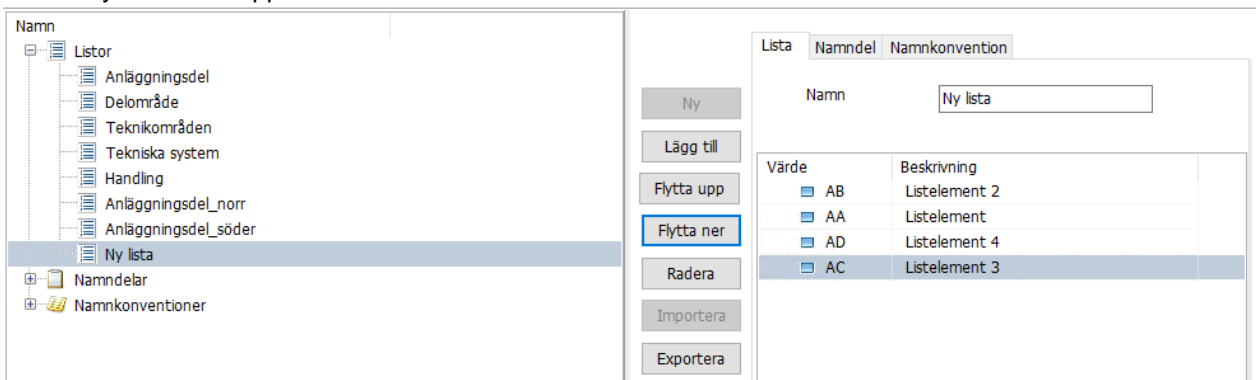 Namn
Listor
Anläggningsdel
Delområde
Teknikområden
Tekniska system
Handling
Anläggningsdel_norr
Anläggningsdel_söder
Ny lista
Namndelar
Namnkonventioner
Ny
Lägg till
Flytta upp
Flytta ner
Radera
Importera
Exportera
Lista Namndel Namnkonvention
Namn Ny lista
Värde Beskrivning
AB Listelement 2
AA Listelement
AD Listelement 4
AC Listelement 3